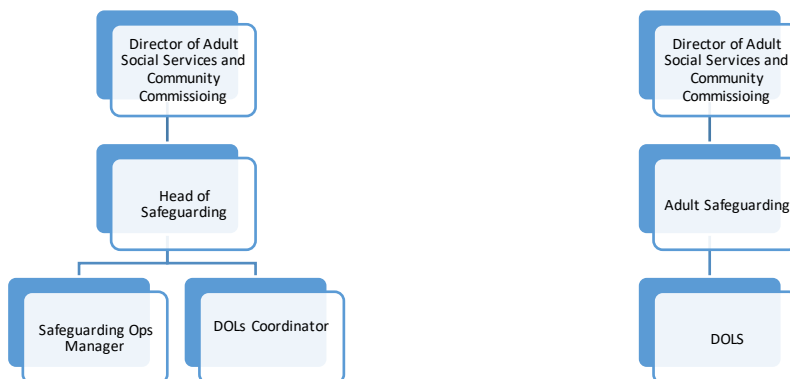 Director of Adult
Social Services and
Community
Commissioing
Head of
Safeguarding
Safeguarding Ops
Manager
DOLs Coordinator
Director of Adult
Social Services and
Community
Commissioing
Adult Safeguarding
DOLS